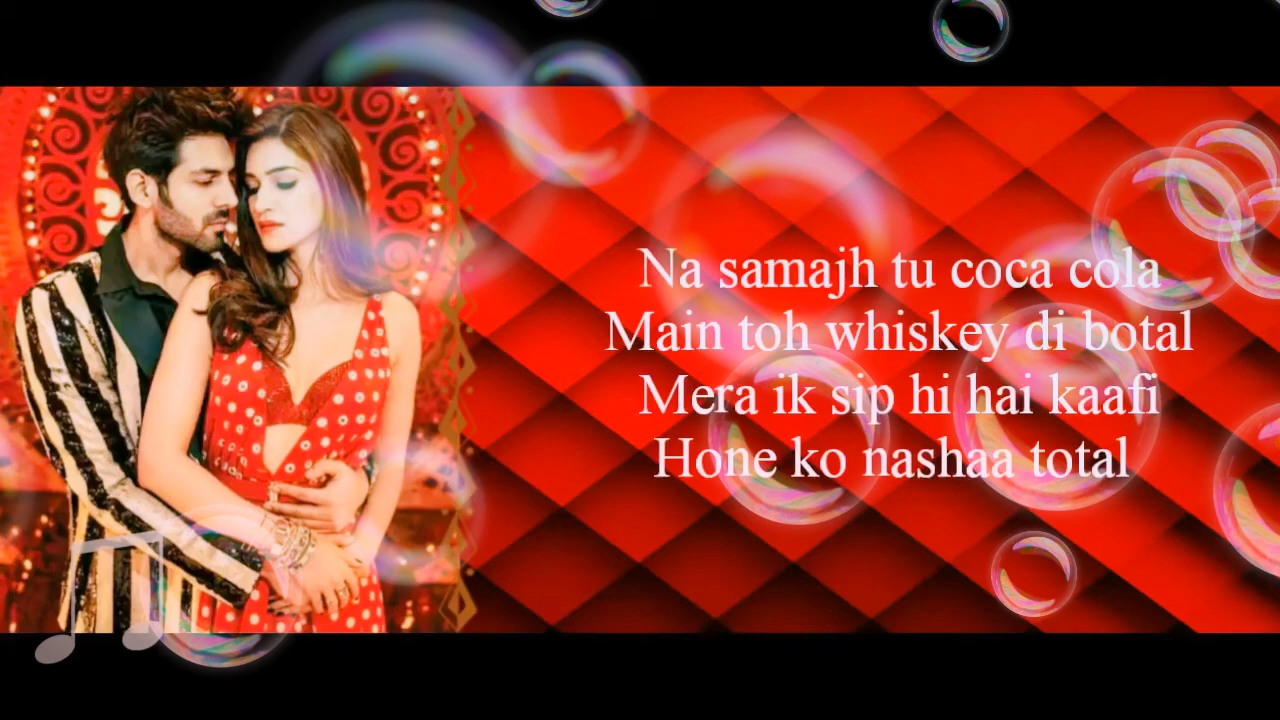 Na samajh tu coca cola
Main toh whiskey di botal
Mera ik sip hi hai kaafi
Hone ko nashaa total